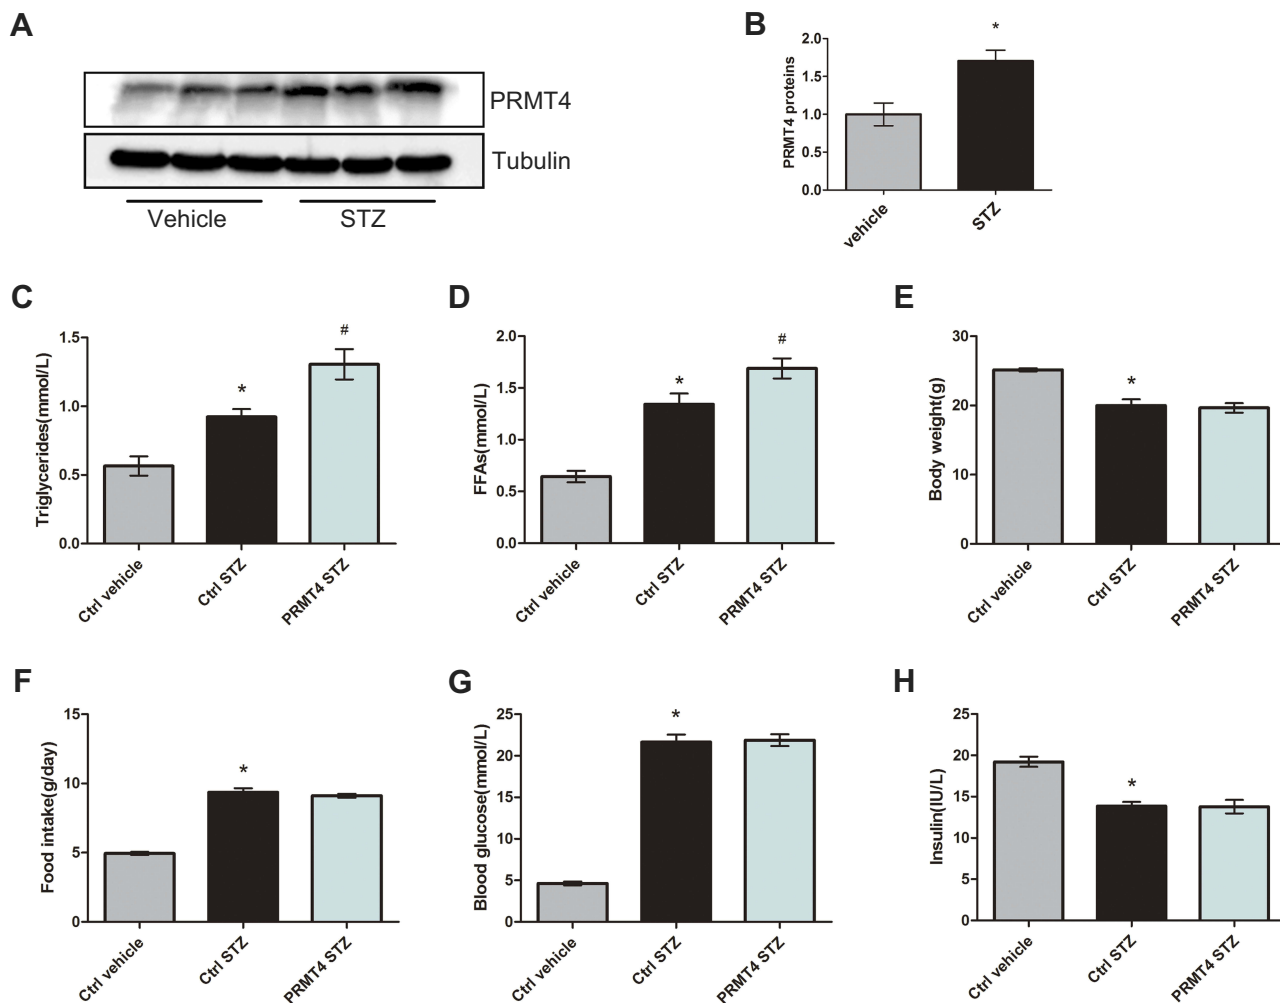 A
PRMT4
Tubulin
Vehicle STZ
B
*
PRMT4 proteins
2.0
1.5
1.0
0.5
0.0
vehicle
STZ
C
Triglycerides(mmol/L)
1.5
1.0
0.5
0.0
*
#
Ctrl vehicle
Ctrl STZ
PRMT4 STZ
D
FFAs(mmol/L)
2.0
1.5
1.0
0.5
0.0
*
#
Ctrl vehicle
Ctrl STZ
PRMT4 STZ
E
Body weight(g)
30
20
10
0
*
Ctrl vehicle
Ctrl STZ
PRMT4 STZ
F
Food intake(g/day)
15
10
5
0
*
Ctrl vehicle
Ctrl STZ
PRMT4 STZ
G
Blood glucose(mmol/L)
25
20
15
10
5
0
*
Ctrl vehicle
Ctrl STZ
PRMT4 STZ
H
Insulin(IU/L)
25
20
15
10
5
0
*
Ctrl vehicle
Ctrl STZ
PRMT4 STZ